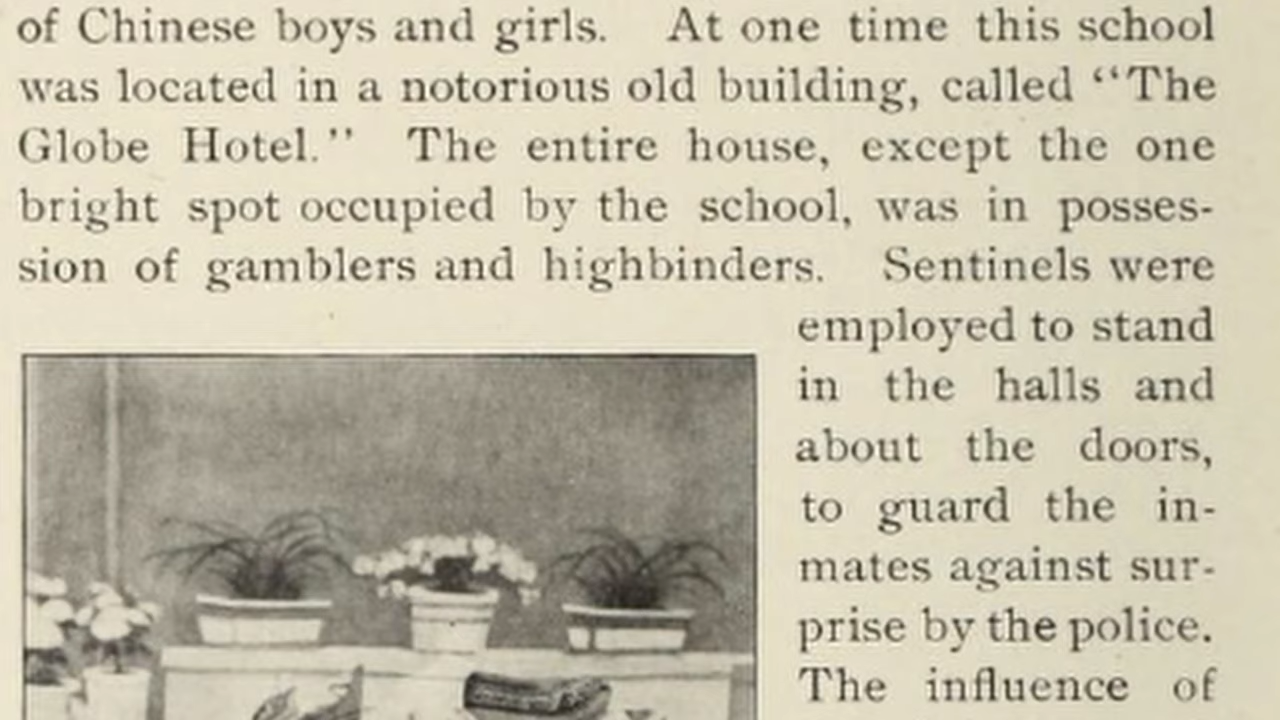 of Chinese boys and girls. At one time this school
was located in a notorious old building, called “The
Globe Hotel.” The entire house, except the one
bright spot occupied by the school, was in posses-
sion of gamblers and highbinders. Sentinels were
employed to stand
in the halls and
about the doors,
to guard the in-
mates against sur-
prise by the police.
The influence of